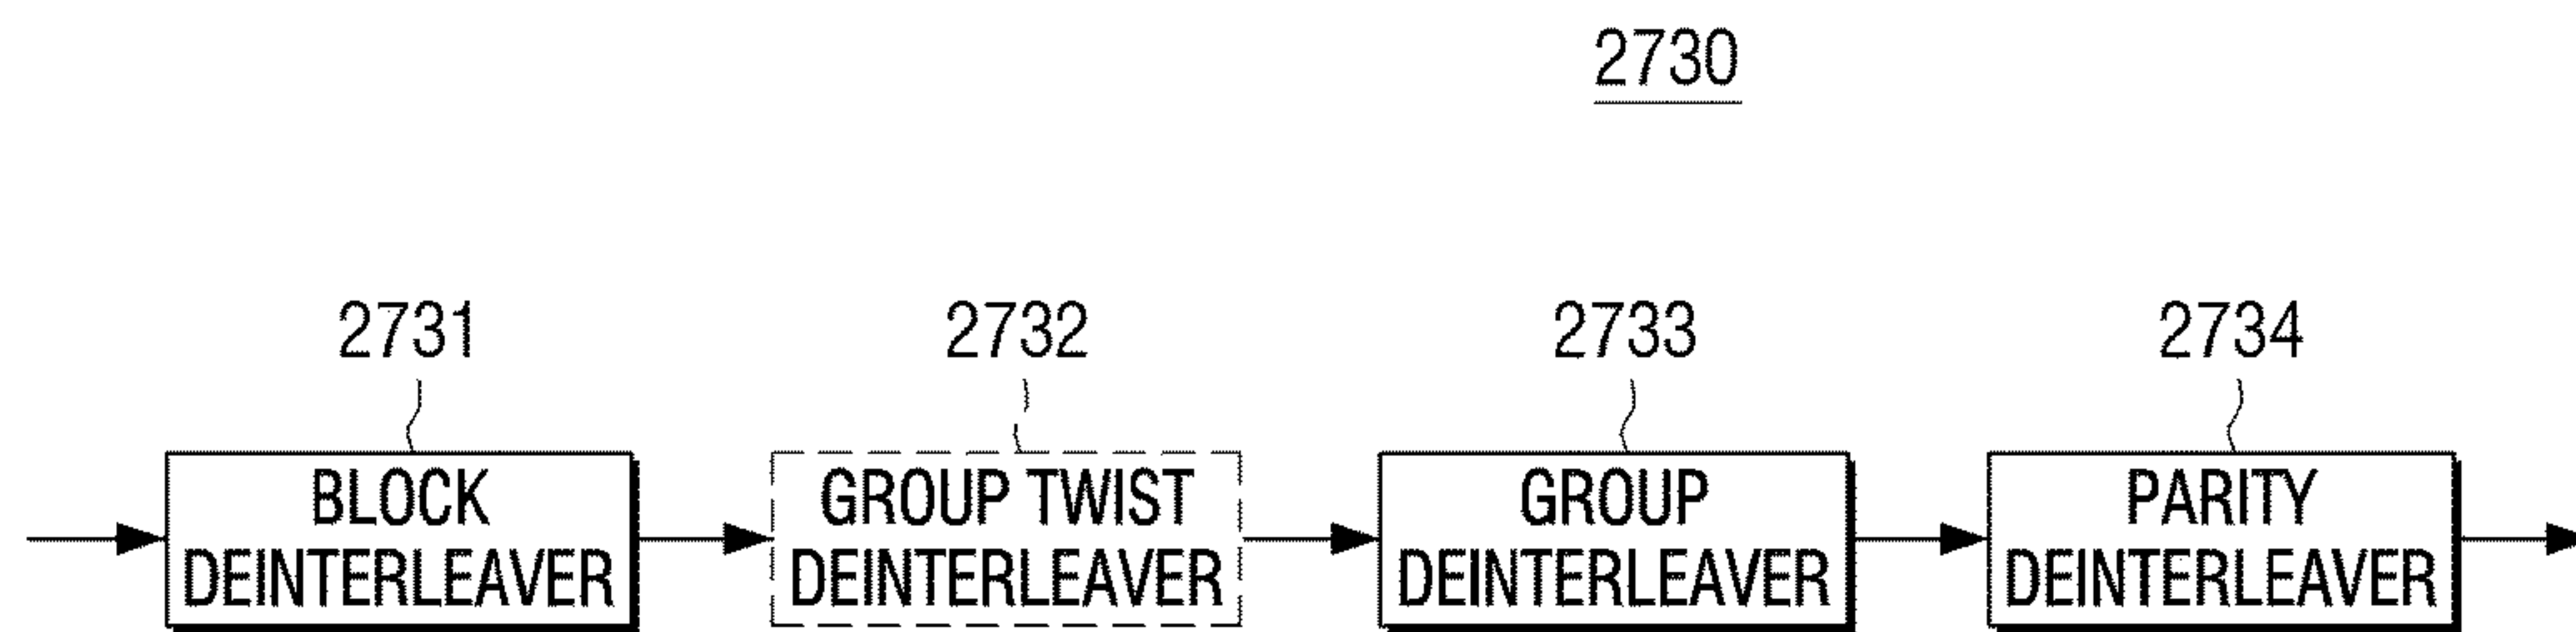 2730
2731
2732
2733
2734
BLOCK
DEINTERLEAVER
GROUP TWIST
DEINTERLEAVER
GROUP
DEINTERLEAVER
PARITY
DEINTERLEAVER